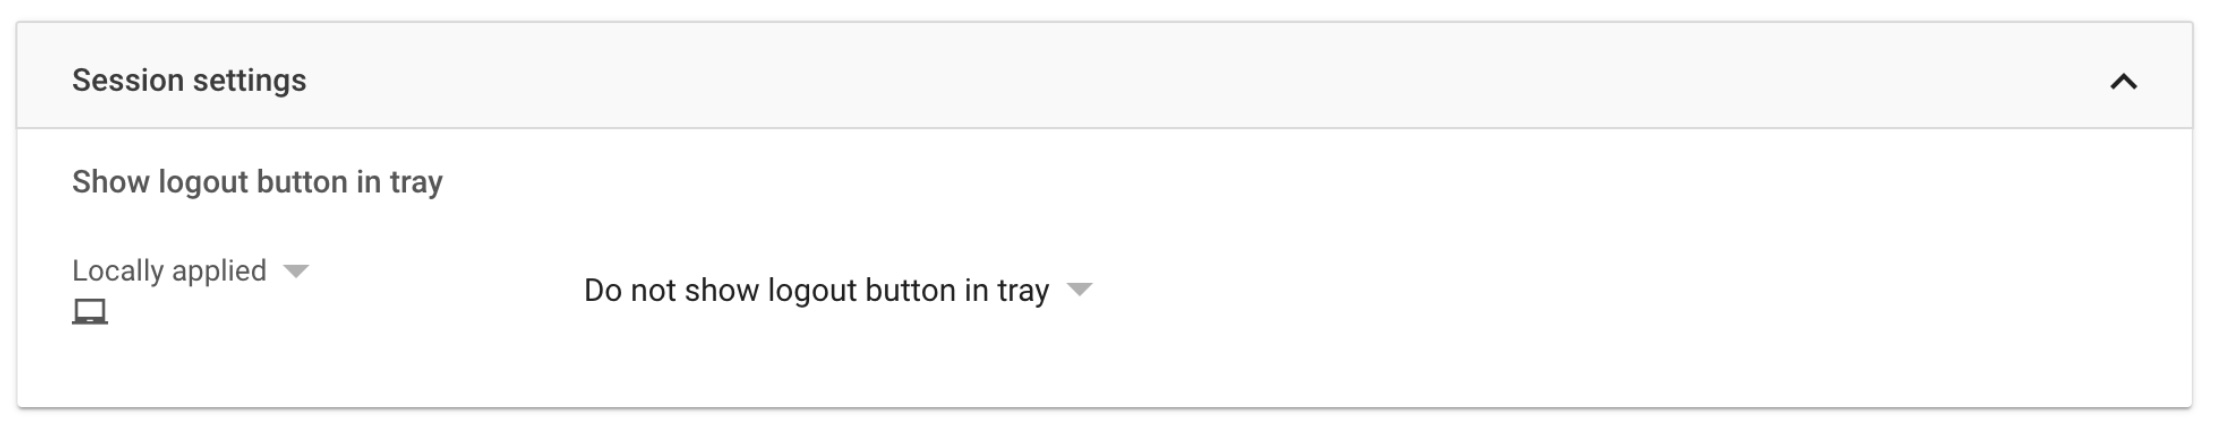 Session settings
Show logout button in tray
Locally applied
Do not show logout button in tray